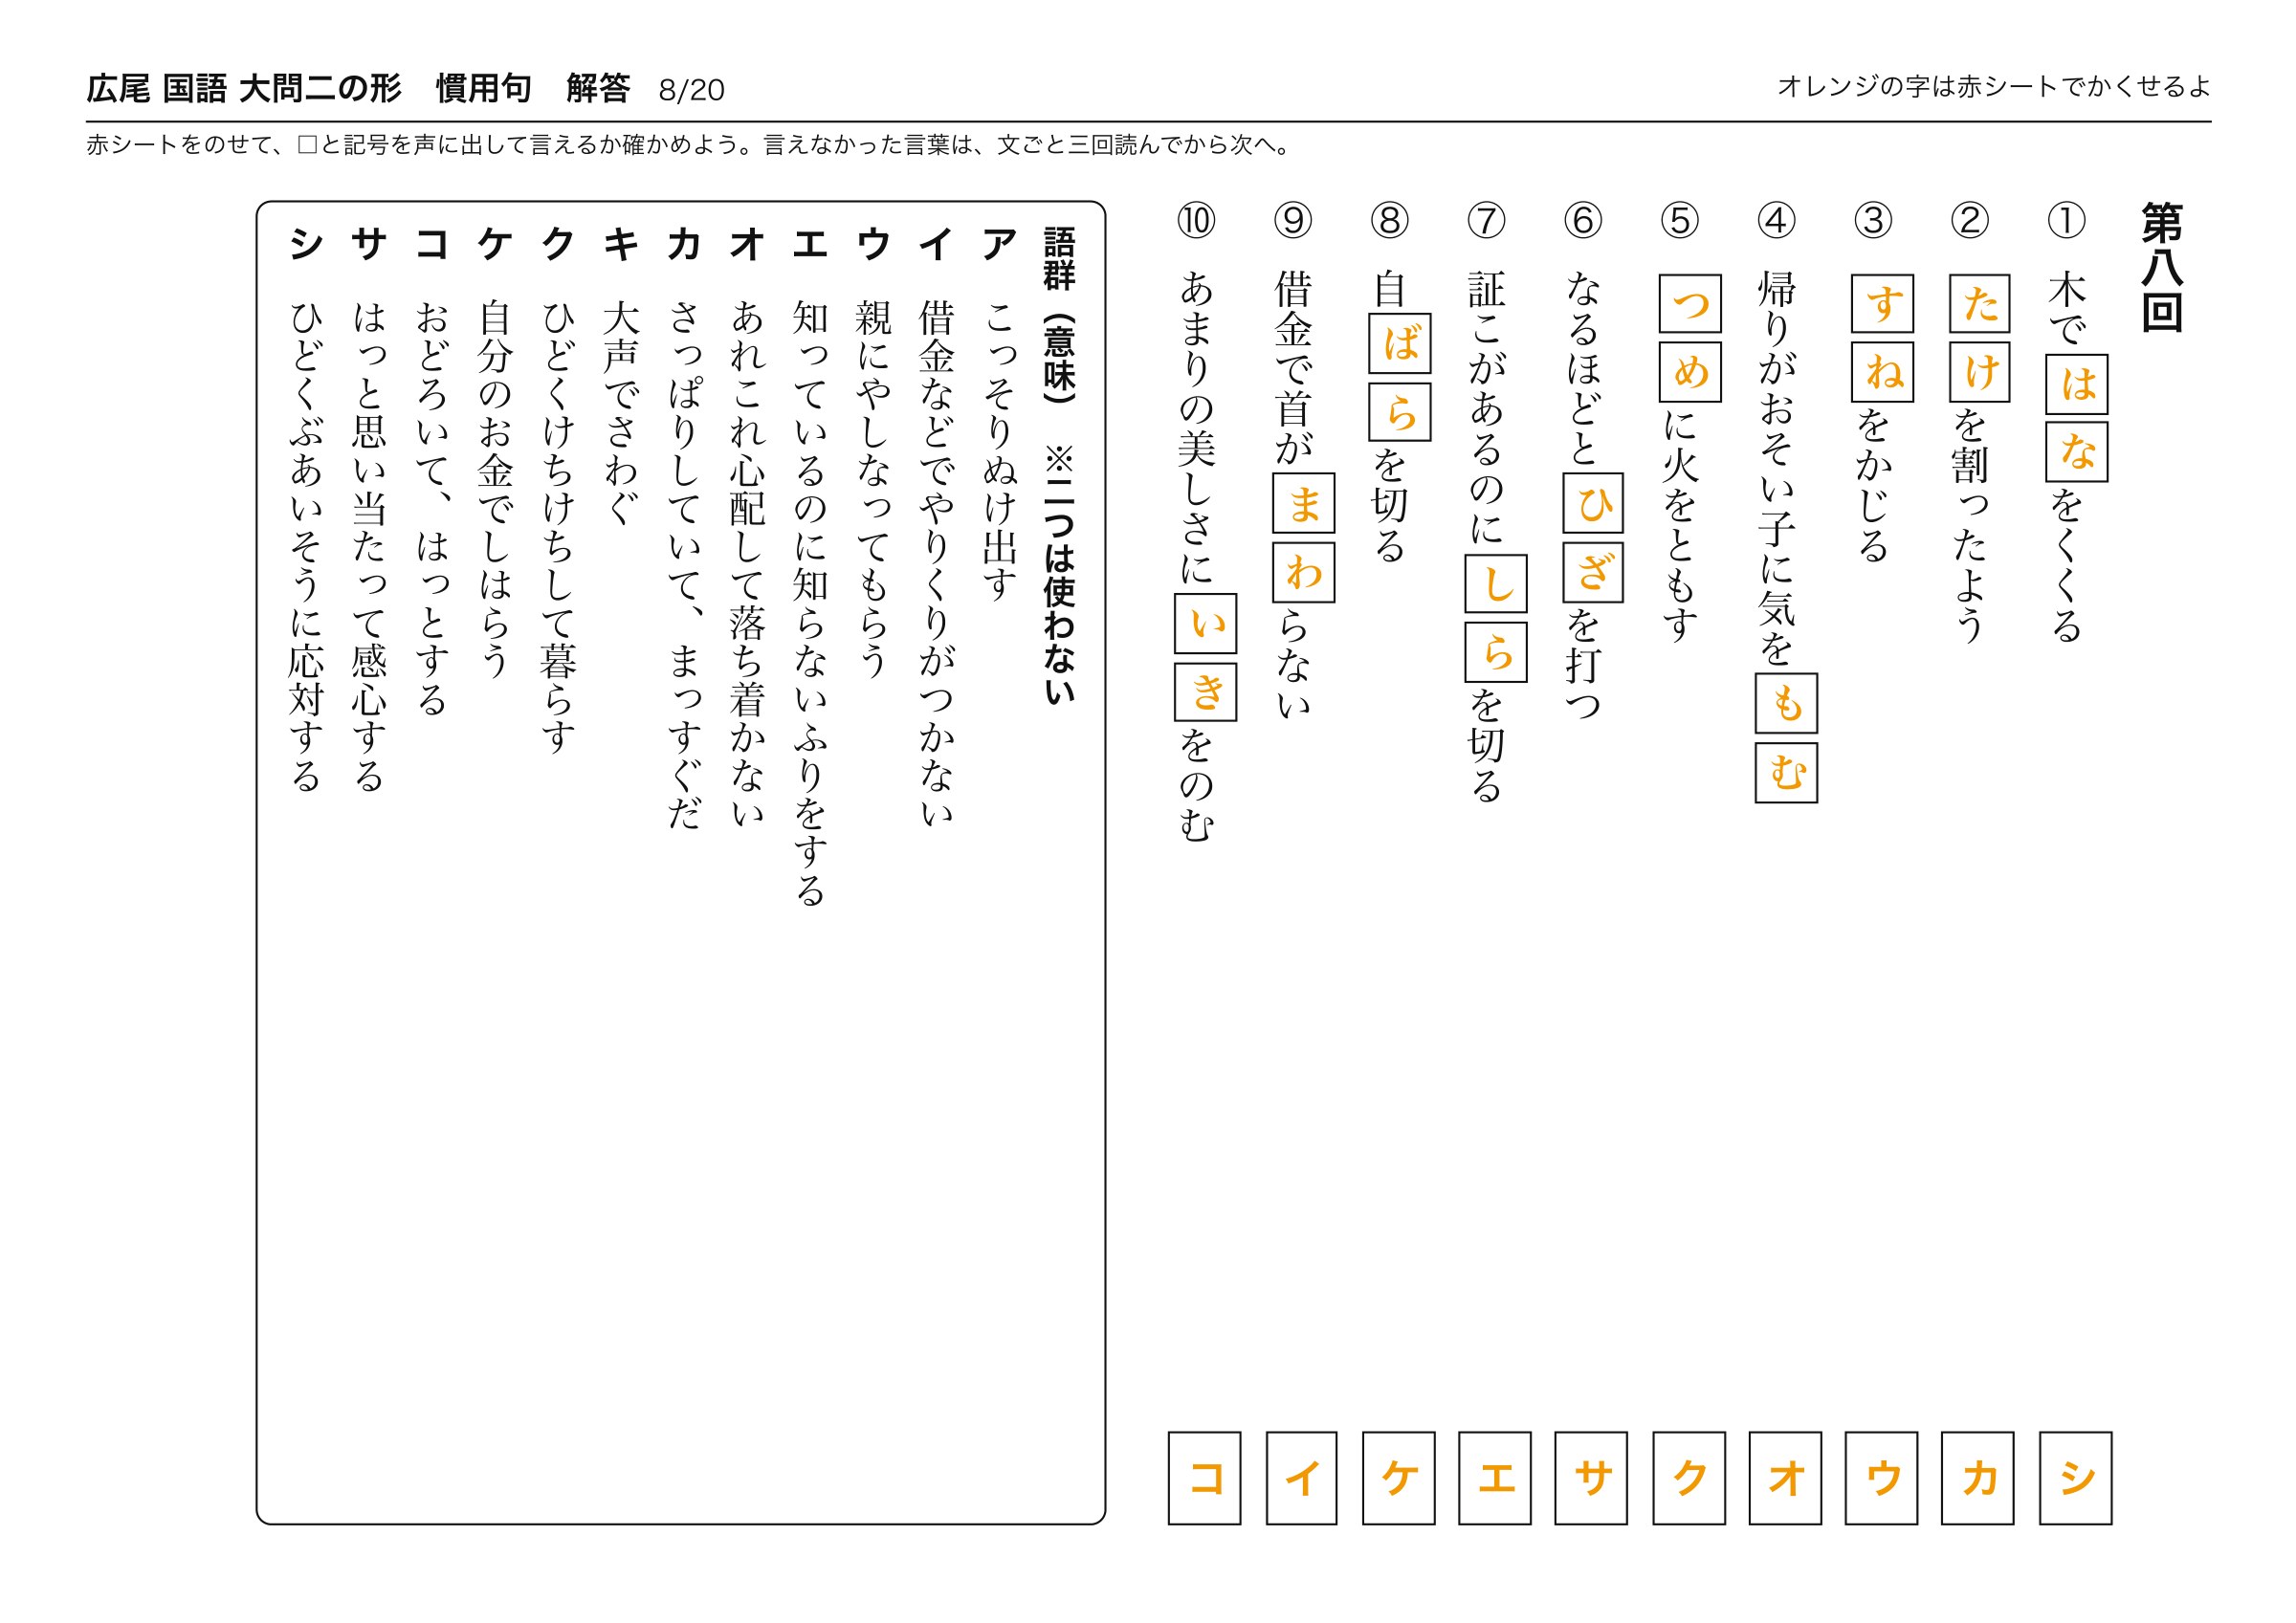 広尾 国語 大問二の形　慣用句　解答 8/20
オレンジの字は赤シートでかくせるよ
赤シートをのせて、□と記号を声に出して言えるか確かめよう。言えなかった言葉は、文ごと三回読んでから次へ。
第八回
① 木ではなをくくる シ
② たけを割ったよう カ
③ すねをかじる ウ
④ 帰りがおそい子に気をもむ オ
⑤ つめに火をともす ク
⑥ なるほどとひざを打つ サ
⑦ 証こがあるのにしらを切る エ
⑧ 自ばらを切る ケ
⑨ 借金で首がまわらない イ
⑩ あまりの美しさにいきをのむ コ
語群（意味）　※二つは使わない
ア　こっそりぬけ出す
イ　借金などでやりくりがつかない
ウ　親にやしなってもらう
エ　知っているのに知らないふりをする
オ　あれこれ心配して落ち着かない
カ　さっぱりしていて、まっすぐだ
キ　大声でさわぐ
ク　ひどくけちけちして暮らす
ケ　自分のお金でしはらう
コ　おどろいて、はっとする
サ　はっと思い当たって感心する
シ　ひどくぶあいそうに応対する